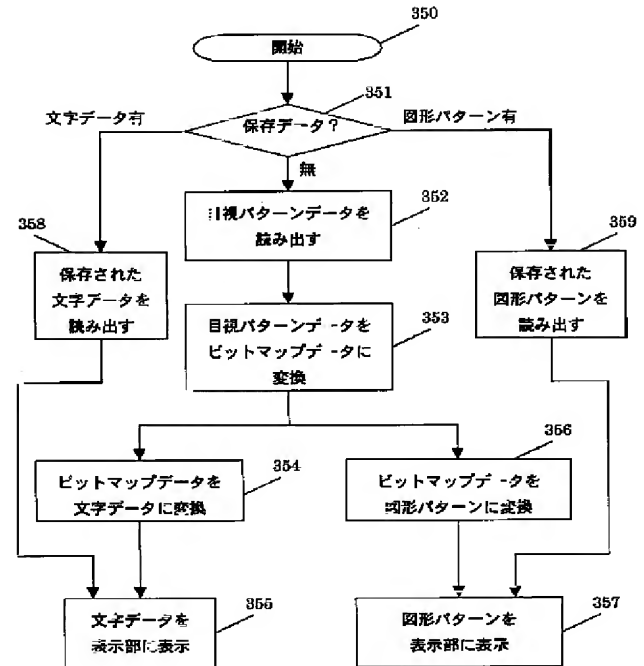 350
開始
351
文字データ有
保存データ？
図形パターン有
無
352
目視パターンデータを
読み出す
358
保存された
文字データを
読み出す
359
保存された
図形パターンを
読み出す
353
目視パターンデータを
ビットマップデータに
変換
354
ビットマップデータを
文字データに変換
356
ビットマップデータを
図形パターンに変換
355
文字データを
表示部に表示
357
図形パターンを
表示部に表示